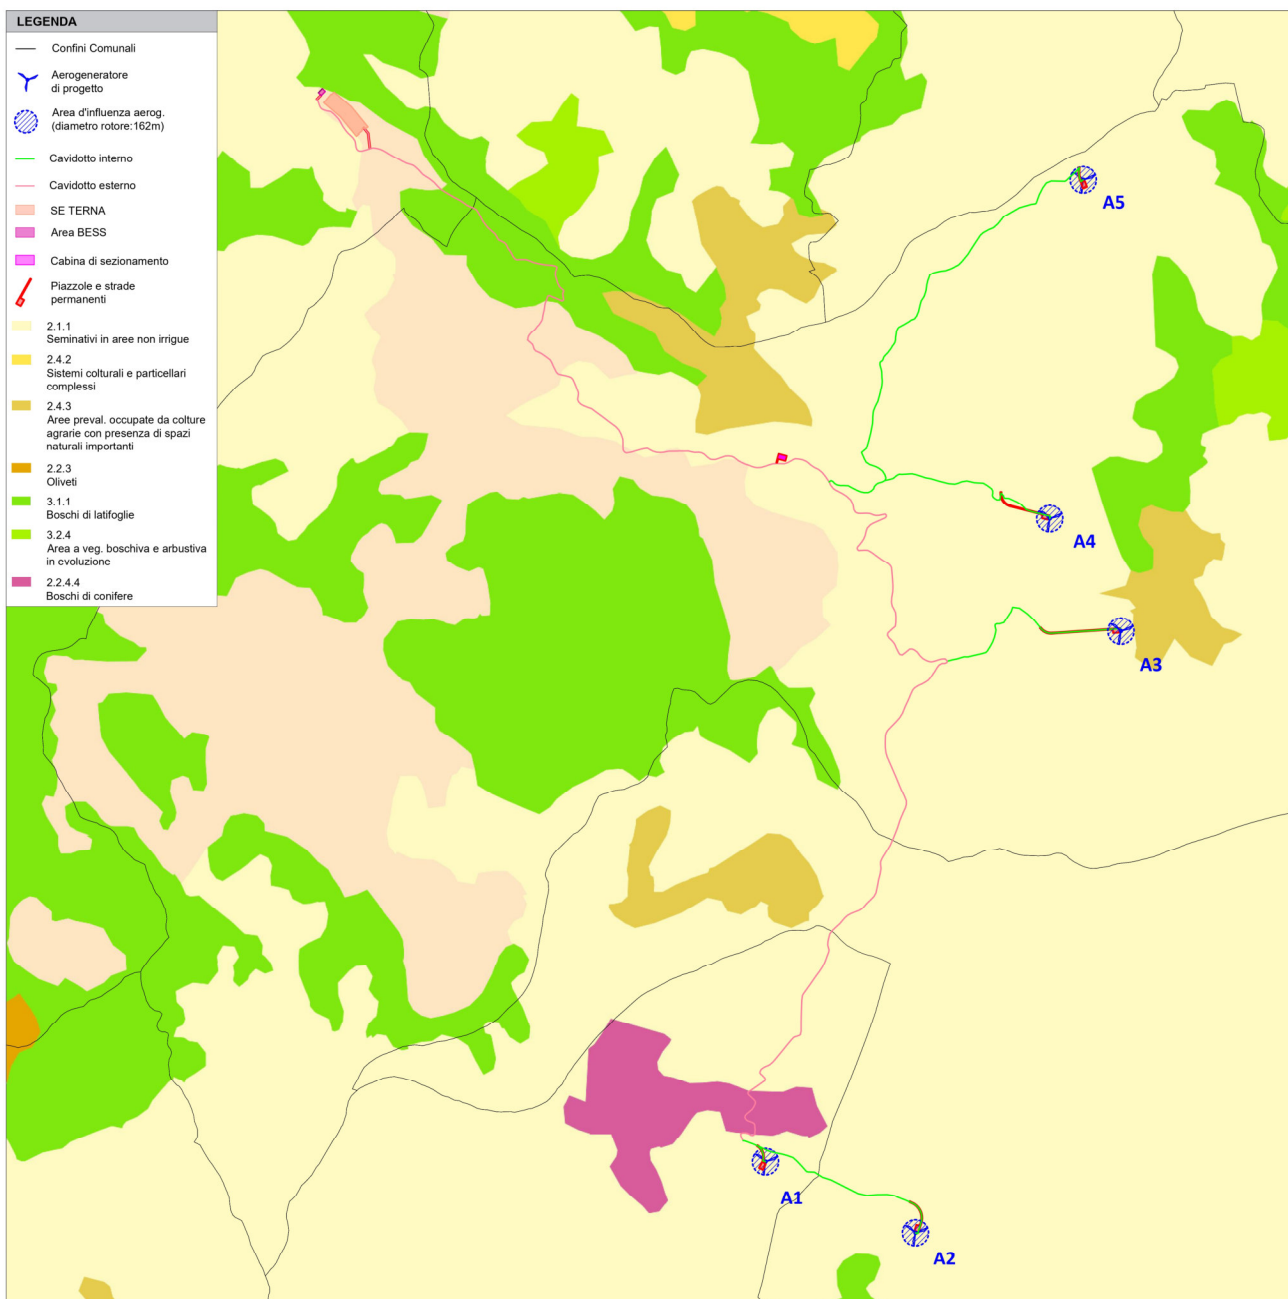 LEGENDA
Confini Comunali
Aerogeneratore
di progetto
Area d'influenza aerog.
(diametro rotore:162m)
Cavidotto interno
Cavidotto esterno
SE TERNA
Area BESS
Cabina di sezionamento
Piazzole e strade
permanenti
2.1.1
Seminativi in aree non irrigue
2.4.2
Sistemi colturali e particellari
complessi
2.4.3
Aree preval. occupate da colture
agrarie con presenza di spazi
naturali importanti
2.2.3
Oliveti
3.1.1
Boschi di latifoglie
3.2.4
Area a veg. boschiva e arbustiva
in evoluzione
2.2.4.4
Boschi di conifere
A5
A4
A3
A1
A2